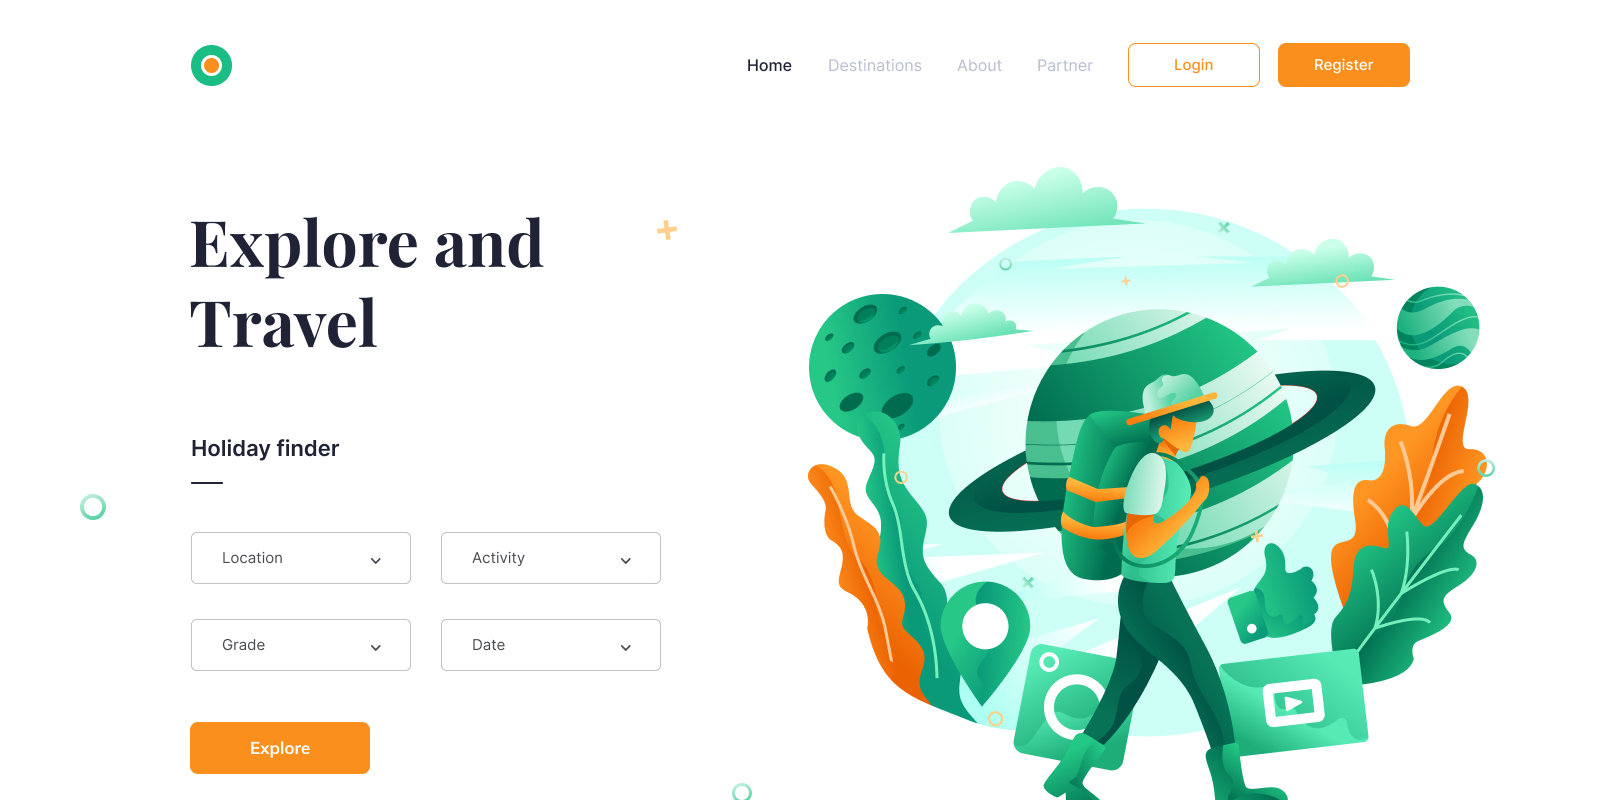 Home Destinations About Partner Login Register
Explore and
Travel
Holiday finder
Location Activity
Grade Date
Explore